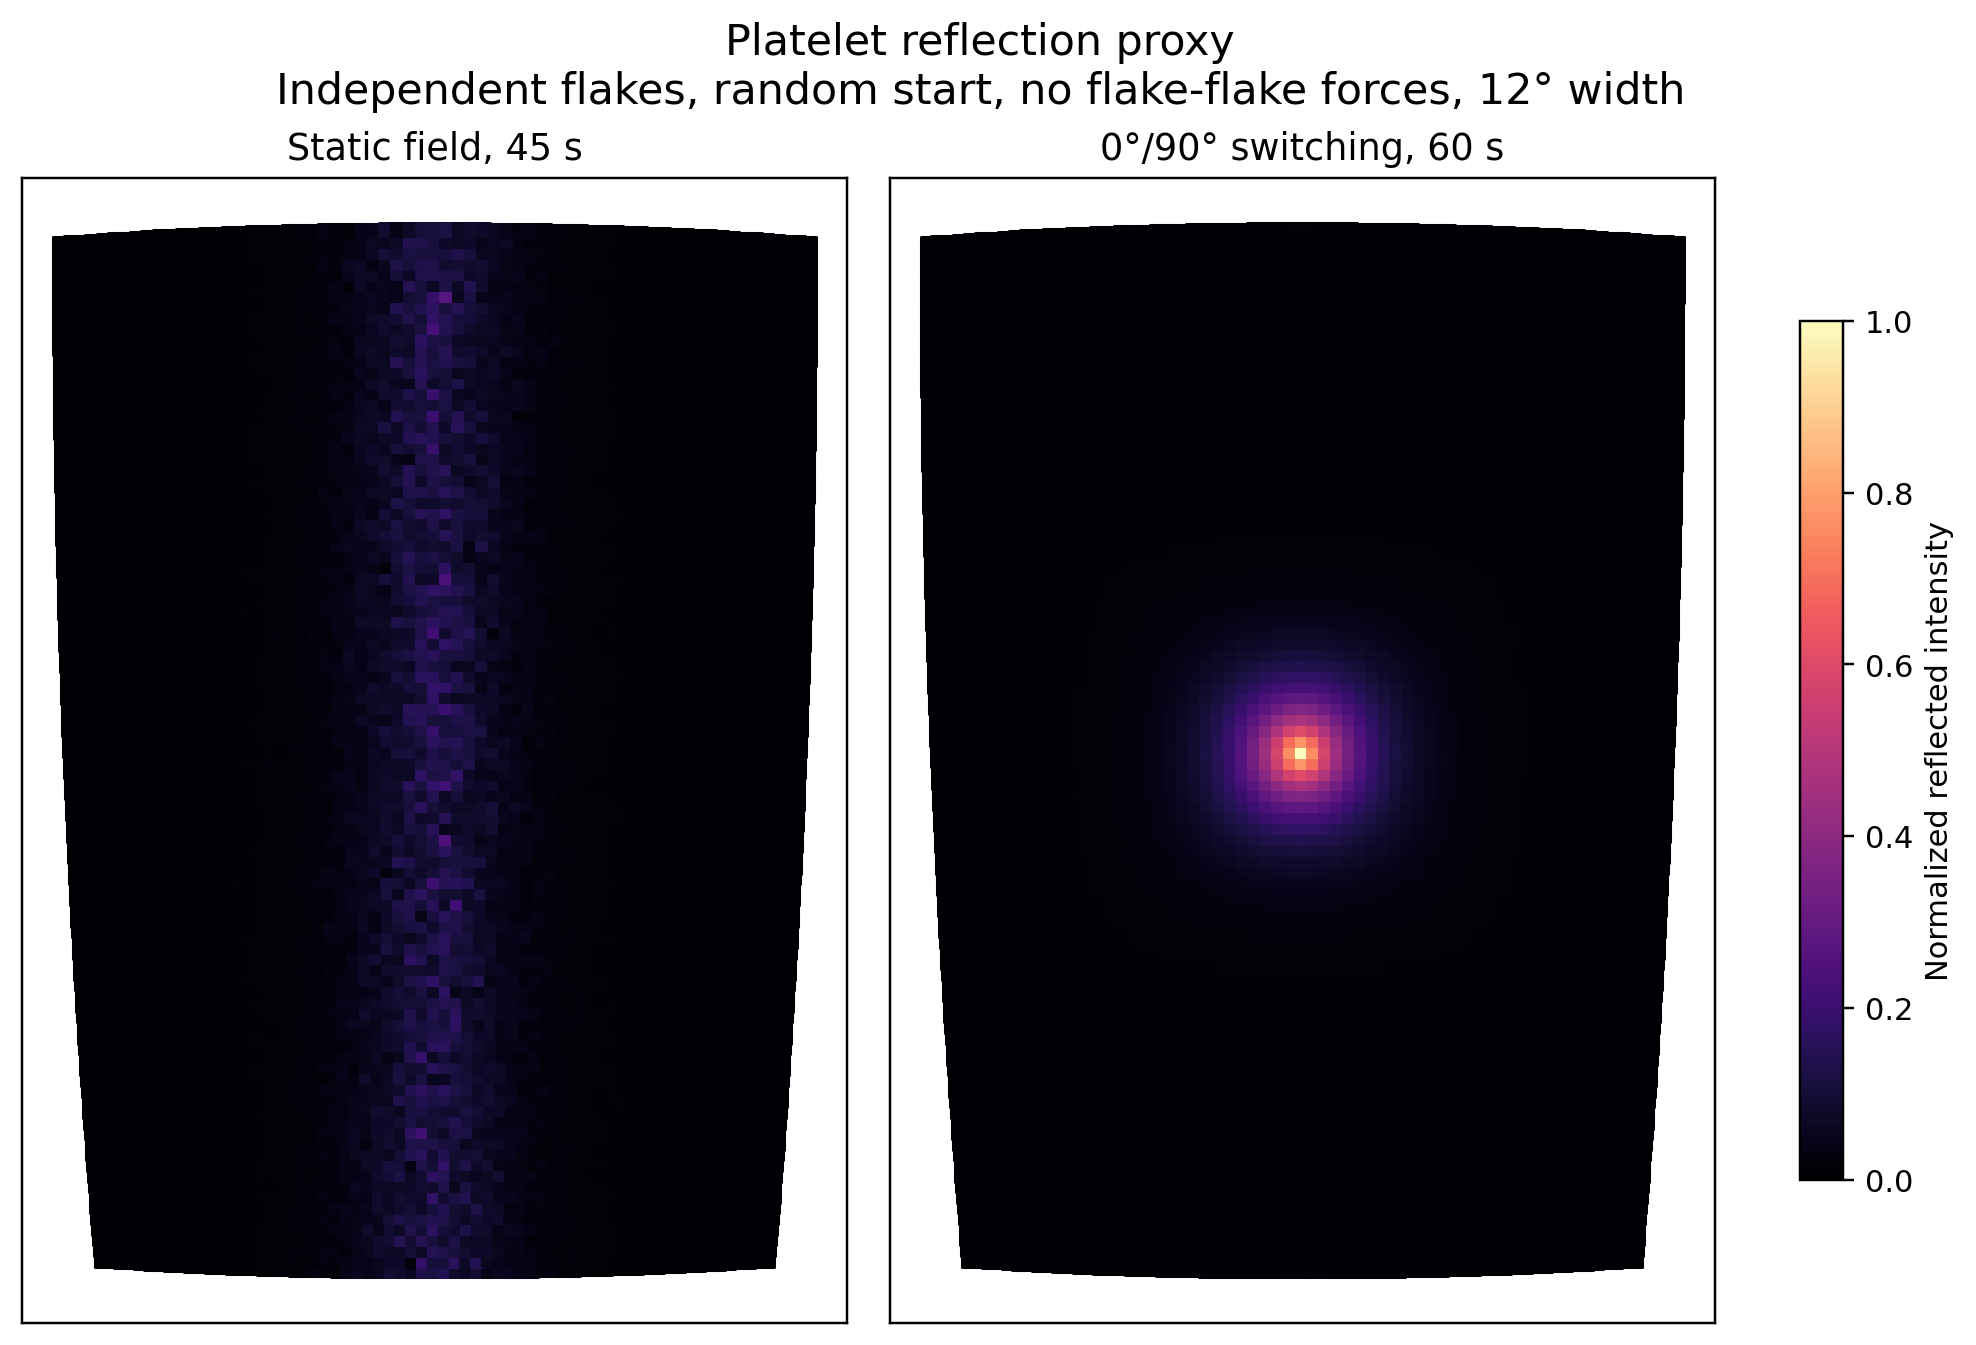 Platelet reflection proxy
Independent flakes, random start, no flake-flake forces, 12° width
Static field, 45 s
0°/90° switching, 60 s
1.0
0.8
0.6
0.4
0.2
0.0
Normalized reflected intensity